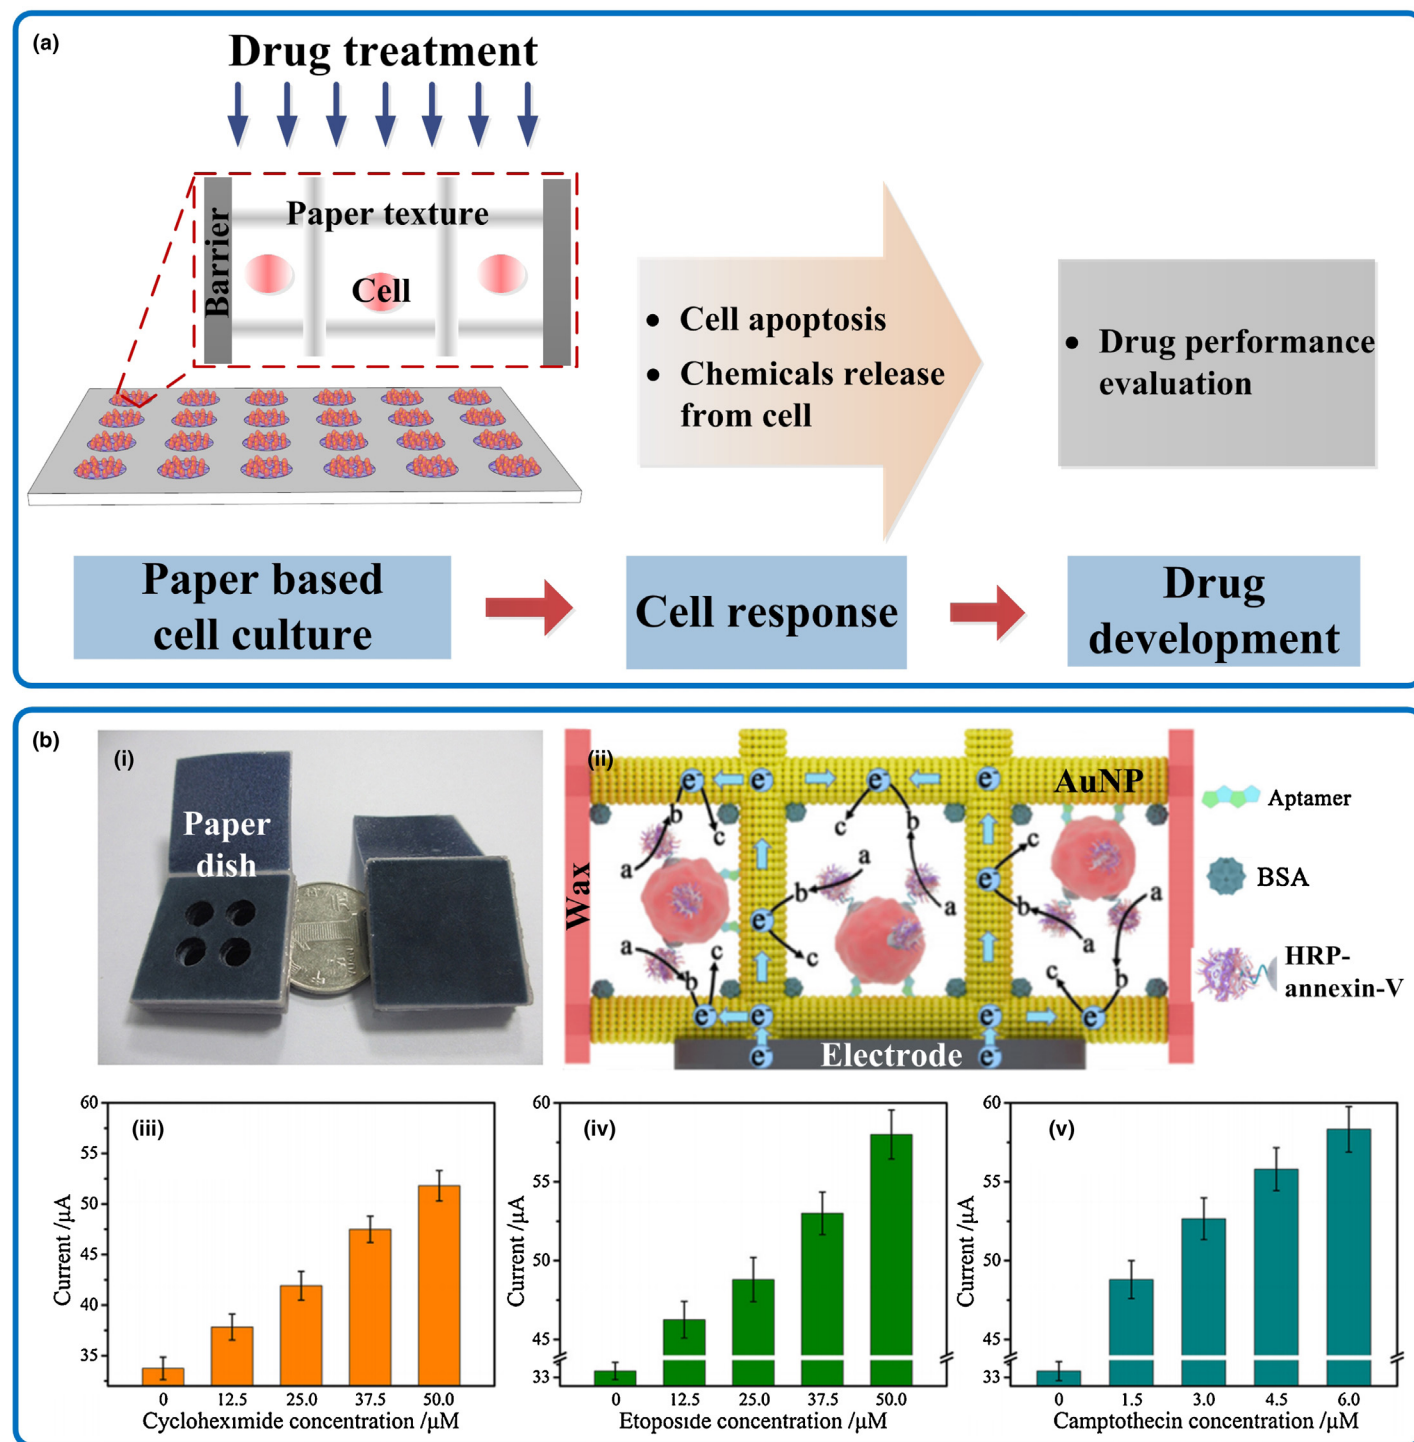 (a)
Drug treatment
Barrier
Paper texture
Cell
• Cell apoptosis
• Chemicals release
from cell
• Drug performance
evaluation
Paper based
cell culture
Cell response
Drug
development
(b)
(i)
Paper
dish
(ii)
Wax
AuNP
e⁻ e⁻ e⁻ e⁻
b c c b a
a b c
e⁻ e⁻
a b c c b a a
c b c b
e⁻ e⁻ e⁻ e⁻
e⁻ Electrode e⁻
Aptamer
BSA
HRP-
annexin-V
(iii)
Current /μA
60
55
50
45
40
35
0 12.5 25.0 37.5 50.0
Cycloheximide concentration /μM
(iv)
Current /μA
60
55
50
45
33
0 12.5 25.0 37.5 50.0
Etoposide concentration /μM
(v)
Current /μA
60
55
50
45
33
0 1.5 3.0 4.5 6.0
Camptothecin concentration /μM